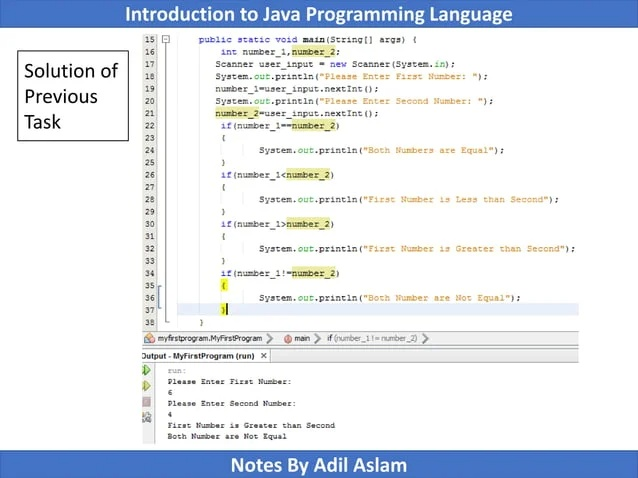 Introduction to Java Programming Language
Solution of
Previous
Task
15 public static void main(String[] args) {
16 int number_1,number_2;
17 Scanner user_input = new Scanner(System.in);
18 System.out.println("Please Enter First Number: ");
19 number_1=user_input.nextInt();
20 System.out.println("Please Enter Second Number: ");
21 number_2=user_input.nextInt();
22 if(number_1==number_2)
23 {
24 System.out.println("Both Numbers are Equal");
25 }
26 if(number_1<number_2)
27 {
28 System.out.println("First Number is Less than Second");
29 }
30 if(number_1>number_2)
31 {
32 System.out.println("First Number is Greater than Second");
33 }
34 if(number_1!=number_2)
35 {
36 System.out.println("Both Number are Not Equal");
37 }
38 }
myfirstprogram.MyFirstProgram main if (number_1 != number_2)
Output - MyFirstProgram (run) ×
run:
Please Enter First Number:
6
Please Enter Second Number:
4
First Number is Greater than Second
Both Number are Not Equal
Notes By Adil Aslam